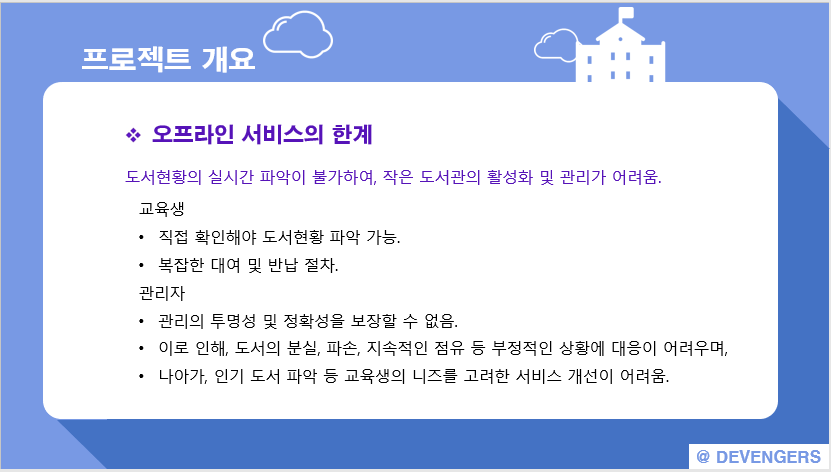 프로젝트 개요
❖ 오프라인 서비스의 한계
도서현황의 실시간 파악이 불가하여, 작은 도서관의 활성화 및 관리가 어려움.
교육생
• 직접 확인해야 도서현황 파악 가능.
• 복잡한 대여 및 반납 절차.
관리자
• 관리의 투명성 및 정확성을 보장할 수 없음.
• 이로 인해, 도서의 분실, 파손, 지속적인 점유 등 부정적인 상황에 대응이 어려우며,
• 나아가, 인기 도서 파악 등 교육생의 니즈를 고려한 서비스 개선이 어려움.
@ DEVENGERS